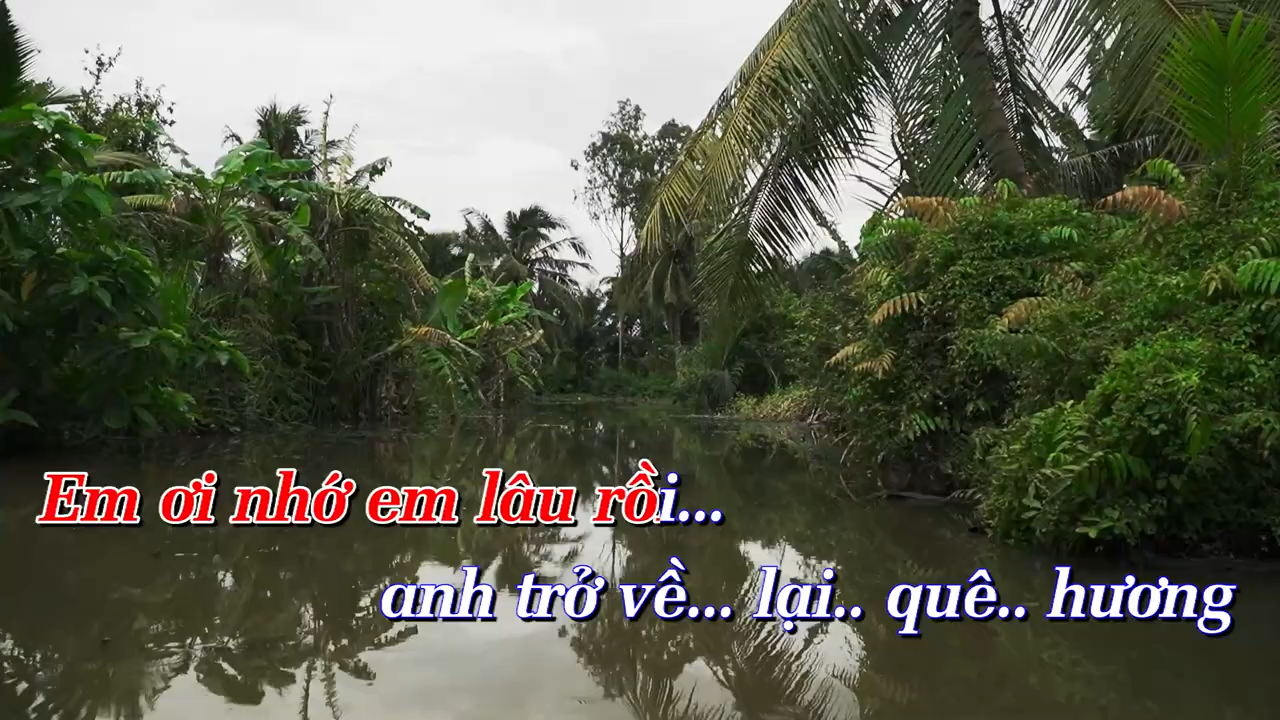 Em ơi nhớ em lâu rồi...
anh trở về... lại.. quê.. hương